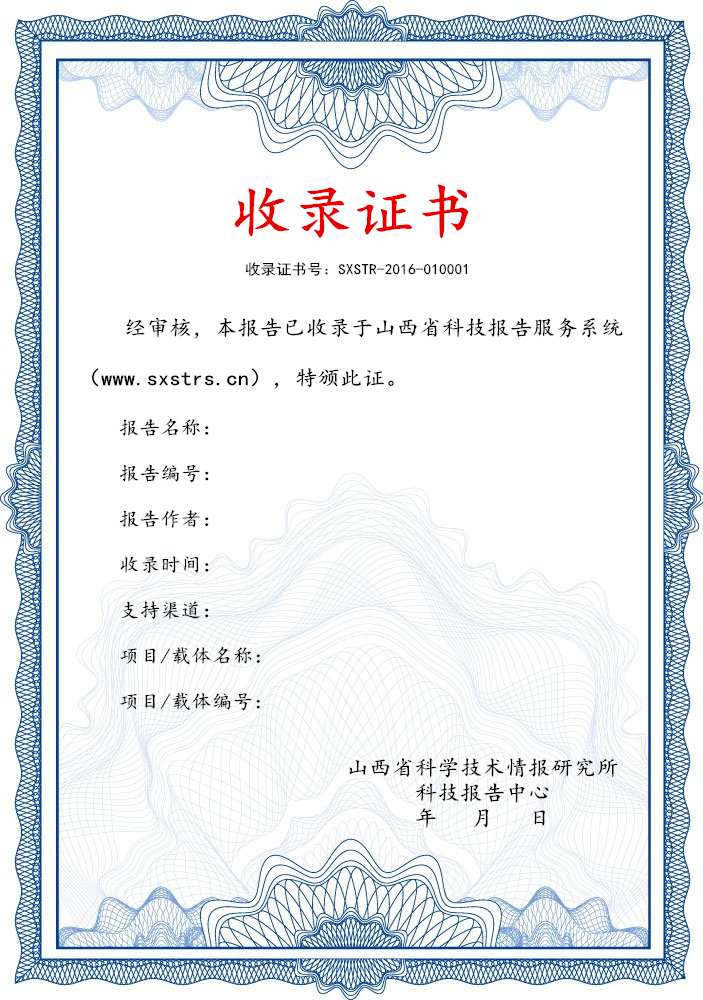 收录证书
收录证书号：SXSTR-2016-010001
经审核，本报告已收录于山西省科技报告服务系统
（www.sxstrs.cn），特颁此证。
报告名称：
报告编号：
报告作者：
收录时间：
支持渠道：
项目/载体名称：
项目/载体编号：
山西省科学技术情报研究所
科技报告中心
年 月 日